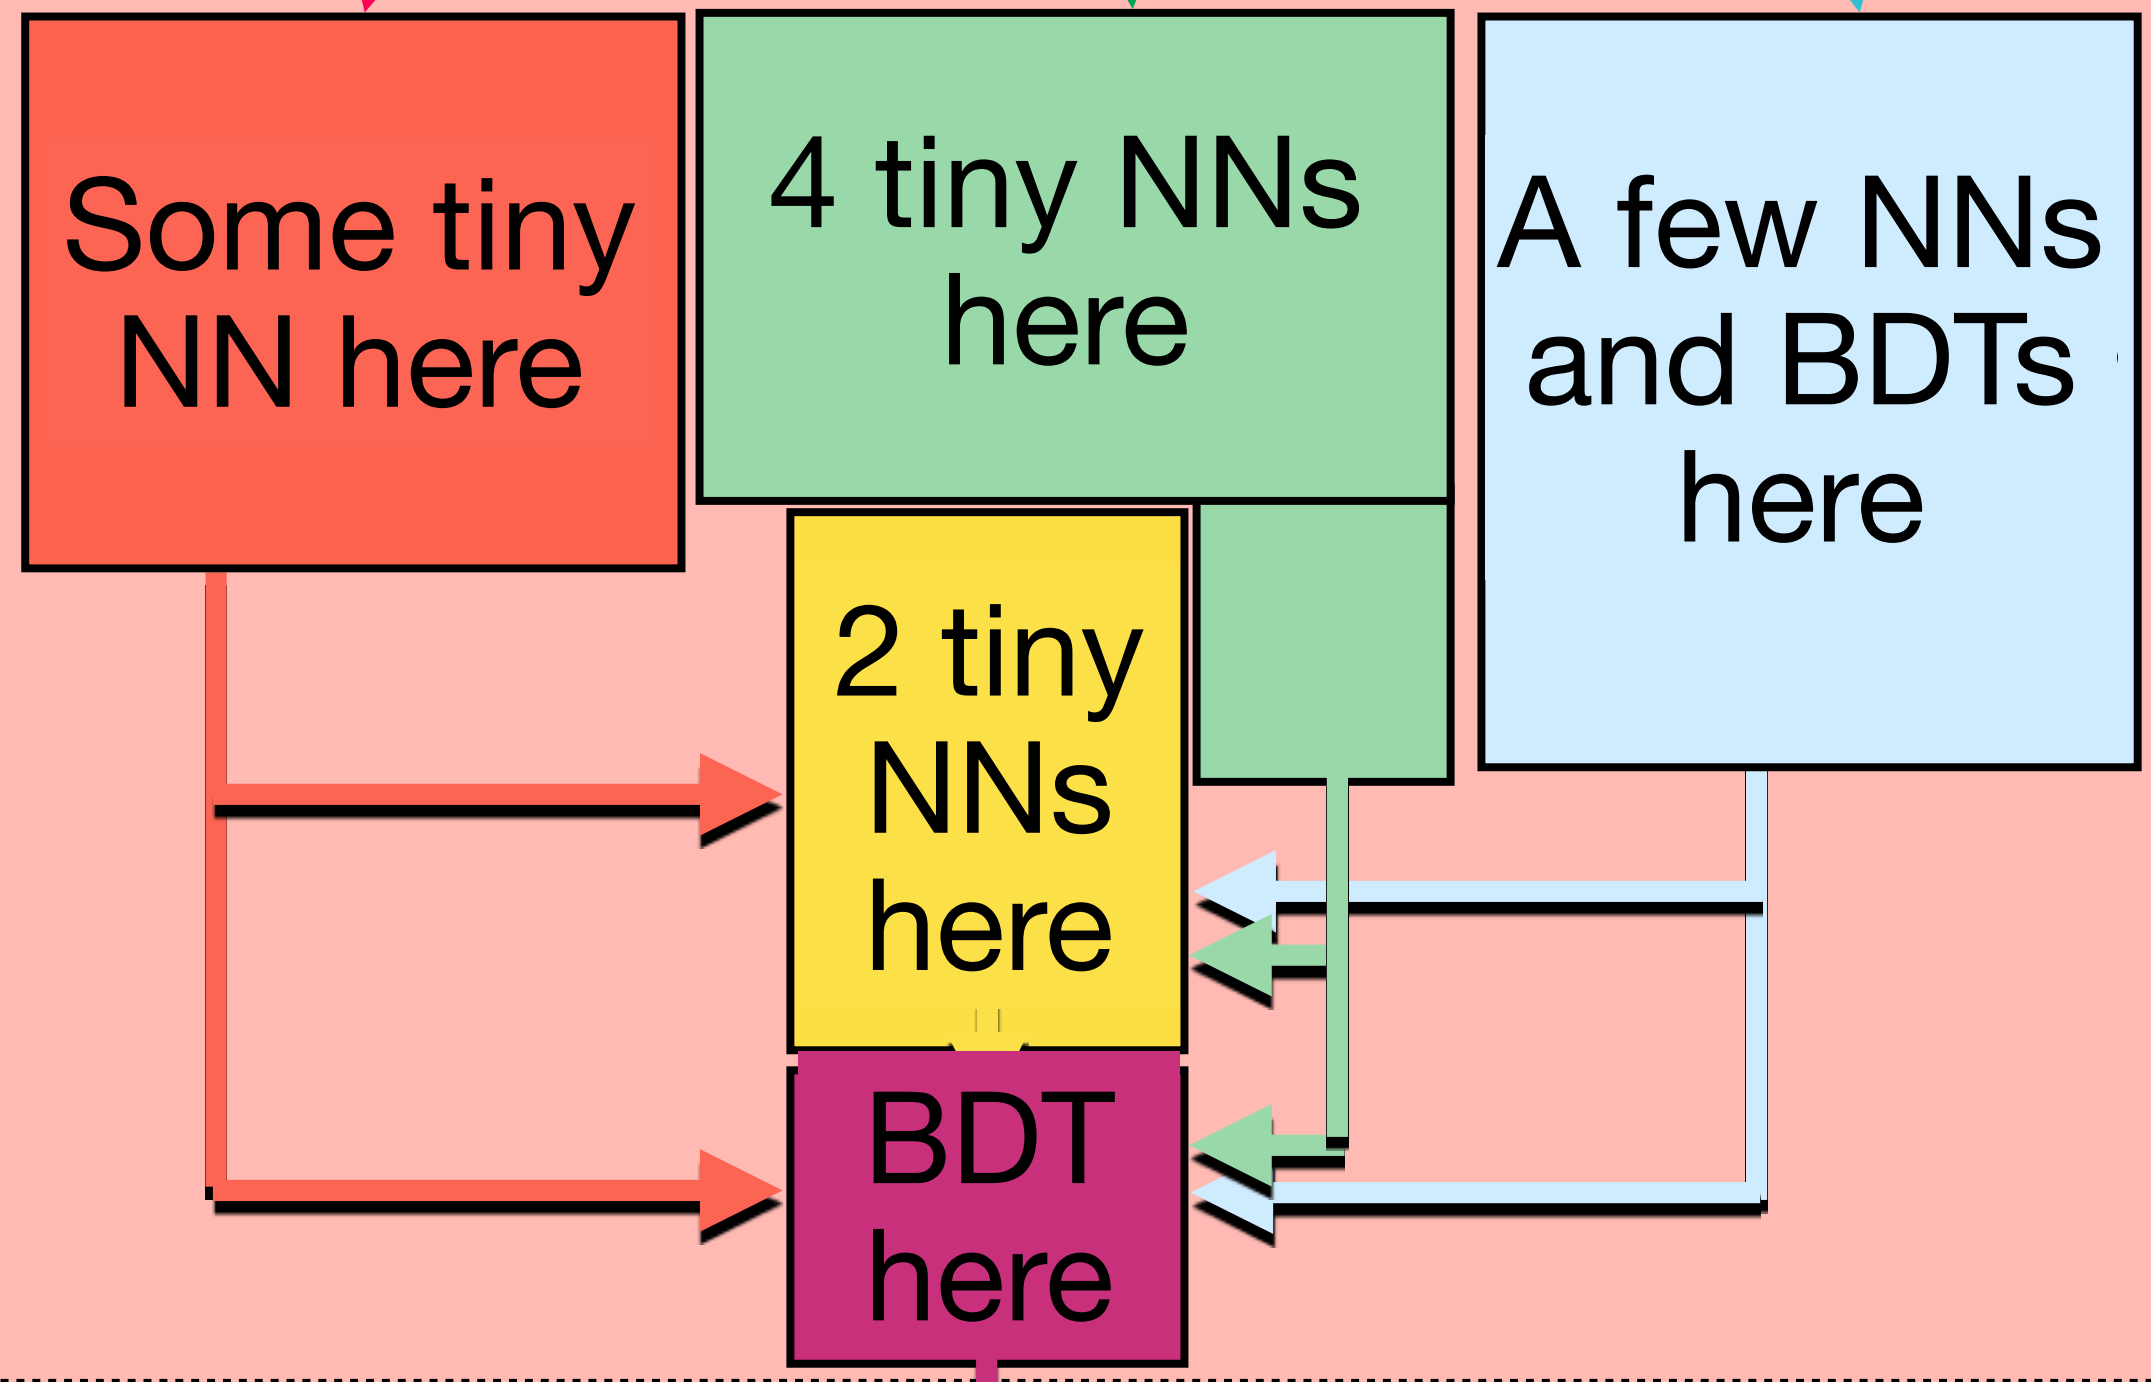 Some tiny
NN here
4 tiny NNs
here
A few NNs
and BDTs
here
2 tiny
NNs
here
BDT
here